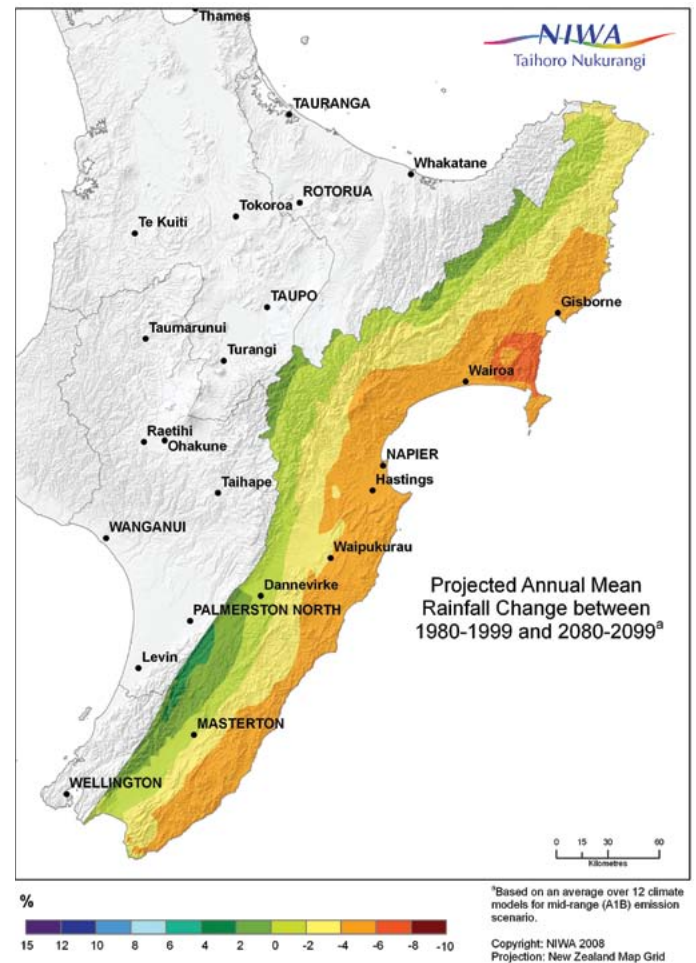 Thames
NIWA
Taihoro Nukurangi
TAURANGA
Whakatane
ROTORUA
Tokoroa
Te Kuiti
TAUPO
Gisborne
Taumarunui
Turangi
Wairoa
Raetihi
Ohakune
NAPIER
Hastings
Taihape
WANGANUI
Waipukurau
Dannevirke
PALMERSTON NORTH
Projected Annual Mean
Rainfall Change between
1980-1999 and 2080-2099ᵃ
Levin
MASTERTON
WELLINGTON
0 15 30 60
Kilometres
%
15 12 10 8 6 4 2 0 -2 -4 -6 -8 -10
ᵃBased on an average over 12 climate
models for mid-range (A1B) emission
scenario.
Copyright: NIWA 2008
Projection: New Zealand Map Grid